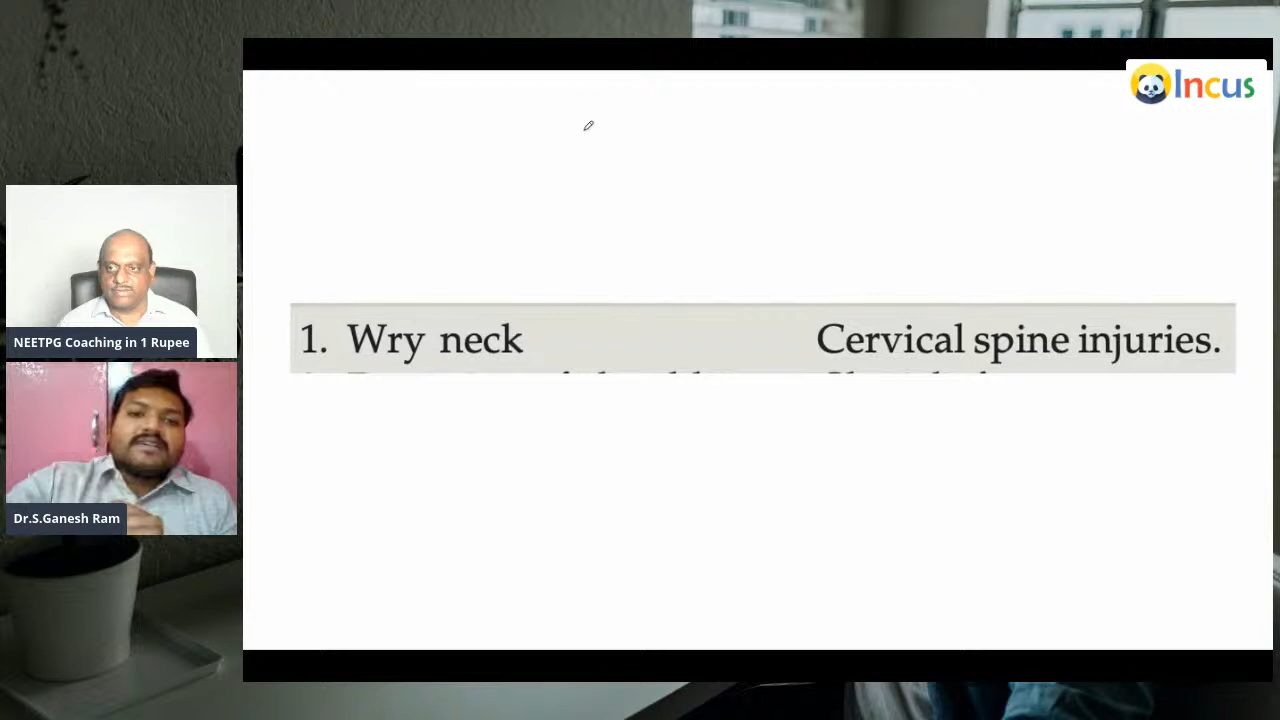 Incus
1. Wry neck Cervical spine injuries.
NEETPG Coaching in 1 Rupee
Dr.S.Ganesh Ram